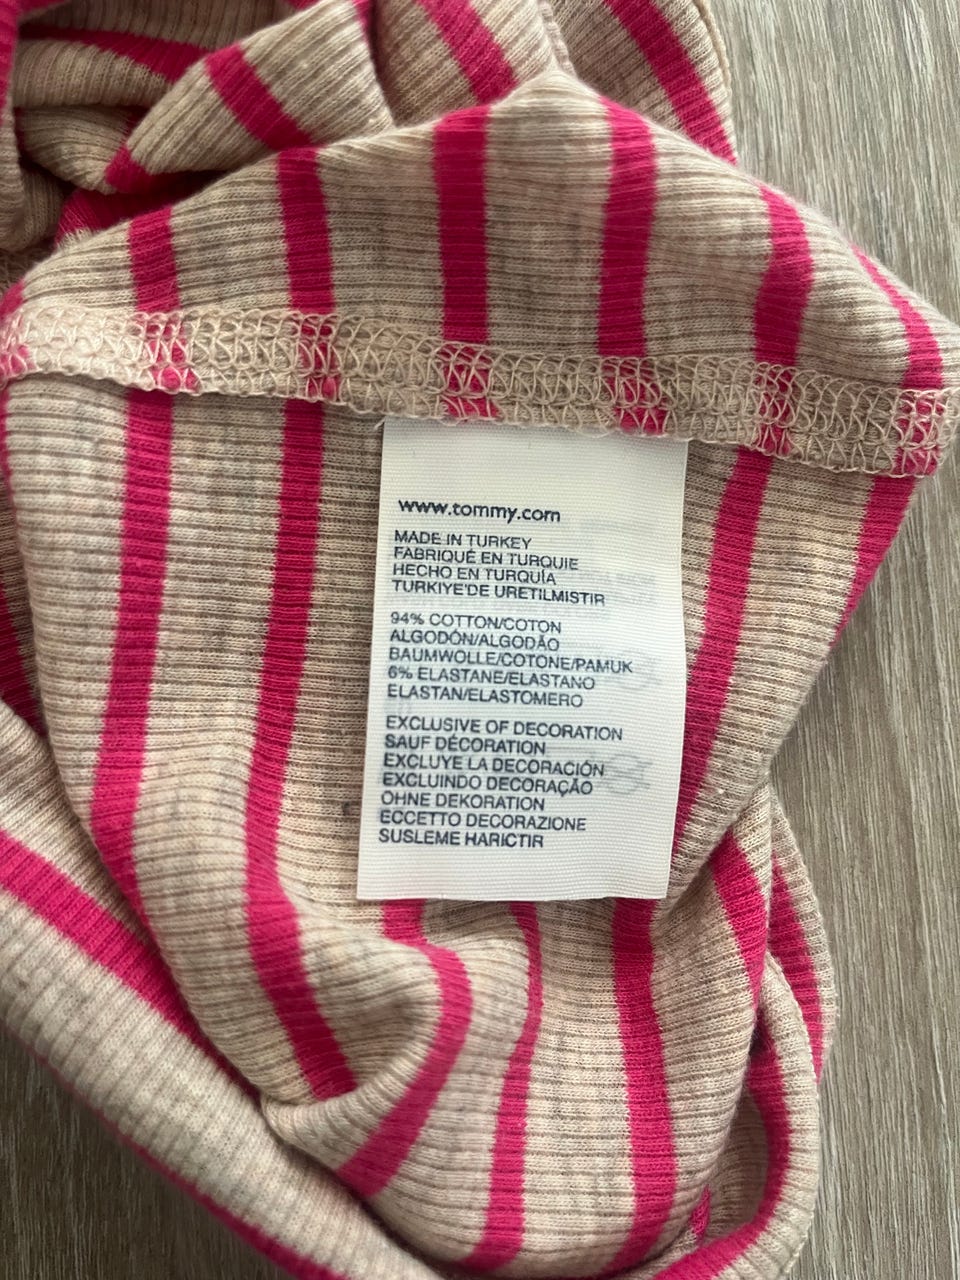 www.tommy.com
MADE IN TURKEY
FABRIQUÉ EN TURQUIE
HECHO EN TURQUÍA
TURKIYE'DE URETILMISTIR
94% COTTON/COTON
ALGODÓN/ALGODÃO
BAUMWOLLE/COTONE/PAMUK
6% ELASTANE/ELASTANO
ELASTAN/ELASTOMERO
EXCLUSIVE OF DECORATION
SAUF DÉCORATION
EXCLUYE LA DECORACIÓN
EXCLUINDO DECORAÇÃO
OHNE DEKORATION
ECCETTO DECORAZIONE
SUSLEME HARICTIR